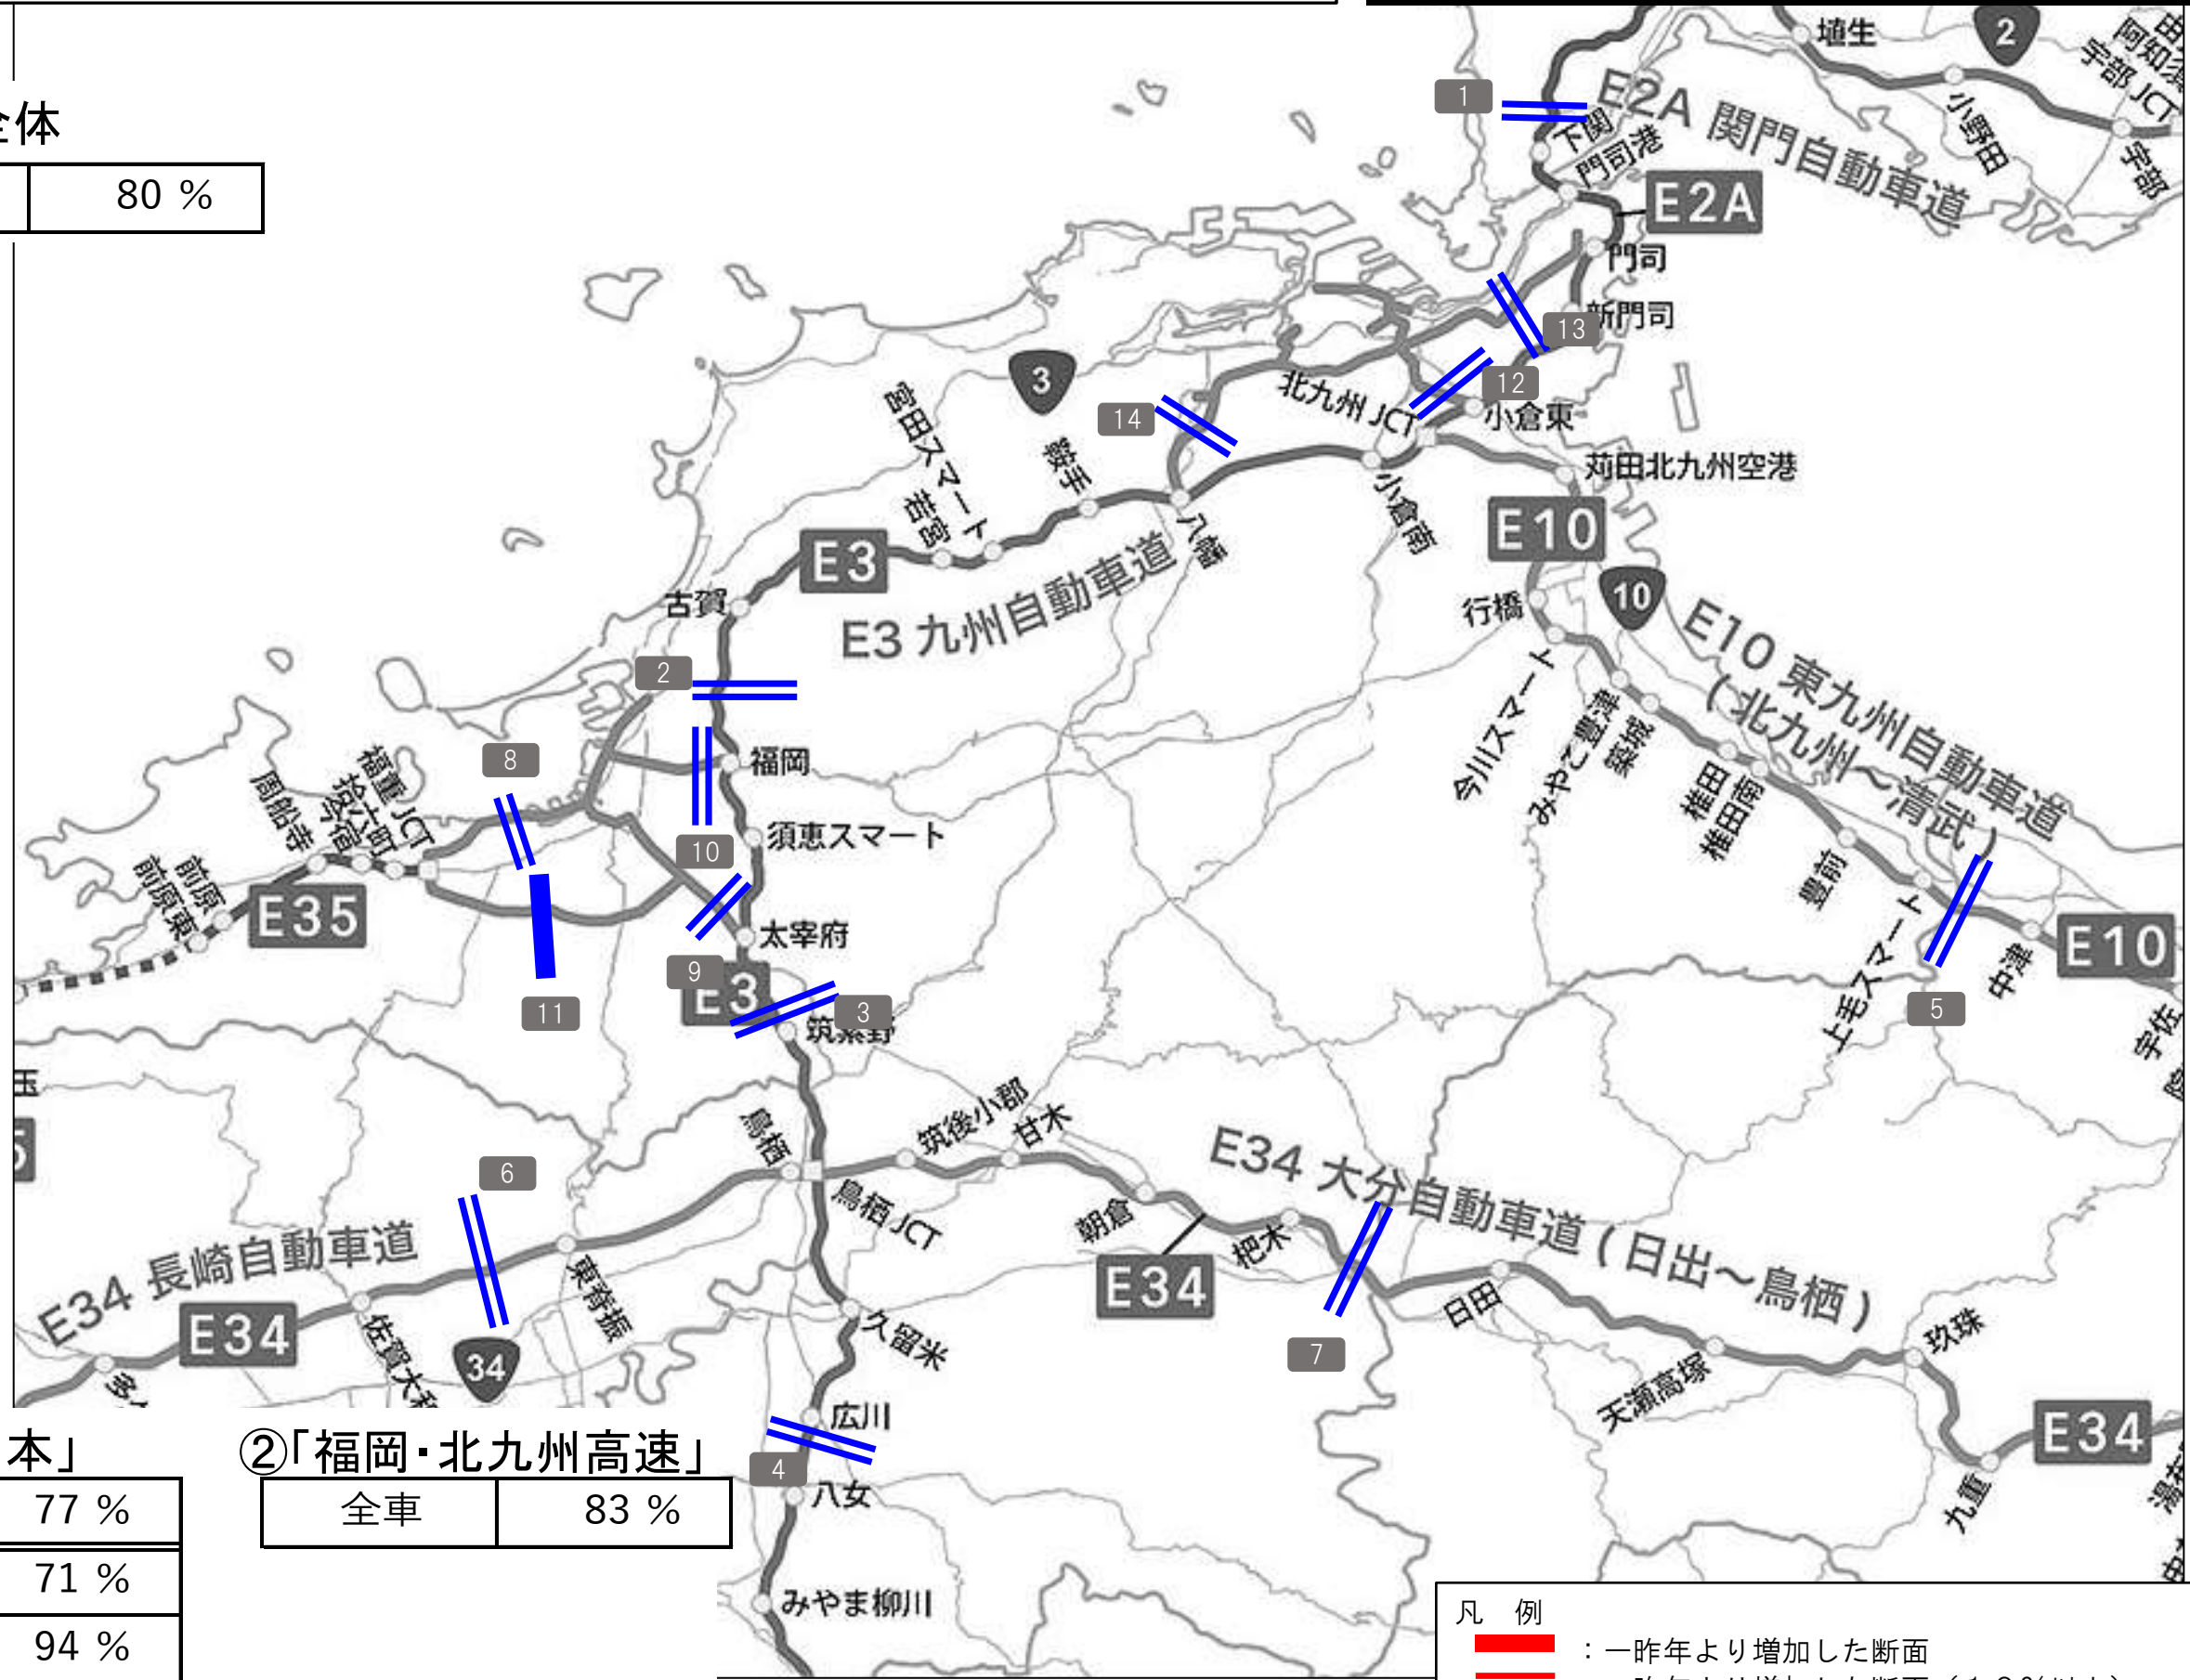 全体
80 %
埴生
2
宇部 JCT
小野田
宇部
1
E2A 関門自動車道
下関
門司港
E2A
門司
新門司
13
12
小倉東
北九州 JCT
14
3
宮田スマート
若宮
鞍手
八幡
小倉南
苅田北九州空港
E10
10
行橋
今川スマート
みやこ豊津
築城
椎田
椎田南
豊前
上毛スマート
中津
宇佐
E10 東九州自動車道
(北九州～清武)
E10
5
E3
E3 九州自動車道
古賀
2
福岡
須恵スマート
10
太宰府
9
E3
3
筑紫野
8
福重 JCT
拾六町
今宿
周船寺
前原
前原東
E35
11
鳥栖
鳥栖 JCT
筑後小郡
甘木
朝倉
杷木
E34
E34 大分自動車道 (日出～鳥栖)
7
日田
天瀬高塚
玖珠
九重
E34
6
E34 長崎自動車道
E34
東脊振
34
久留米
広川
4
八女
みやま柳川
本」
77 %
71 %
94 %
②「福岡・北九州高速」
全車 83 %
凡 例
：一昨年より増加した断面